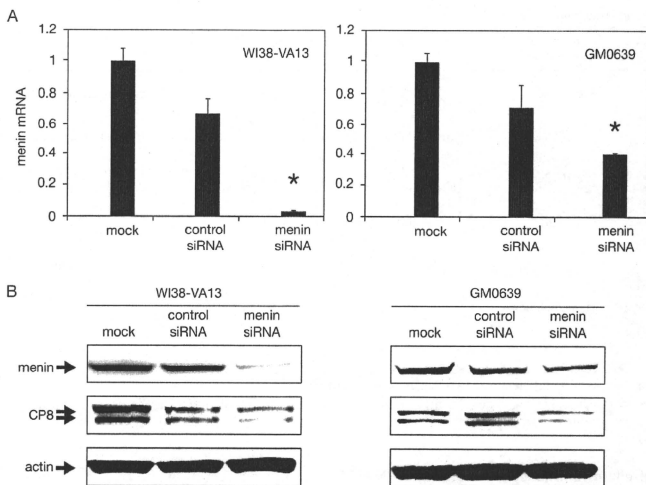 A
menin mRNA
1.2
1
0.8
0.6
0.4
0.2
0
WI38-VA13
*
mock
control siRNA
menin siRNA
1.2
1
0.8
0.6
0.4
0.2
0
GM0639
*
mock
control siRNA
menin siRNA
B
WI38-VA13
mock
control siRNA
menin siRNA
GM0639
mock
control siRNA
menin siRNA
menin
CP8
actin